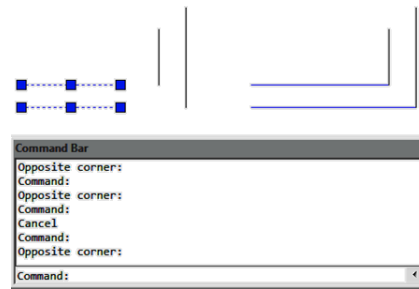 Command Bar
Opposite corner:
Command:
Opposite corner:
Command:
Cancel
Command:
Opposite corner:
Command: